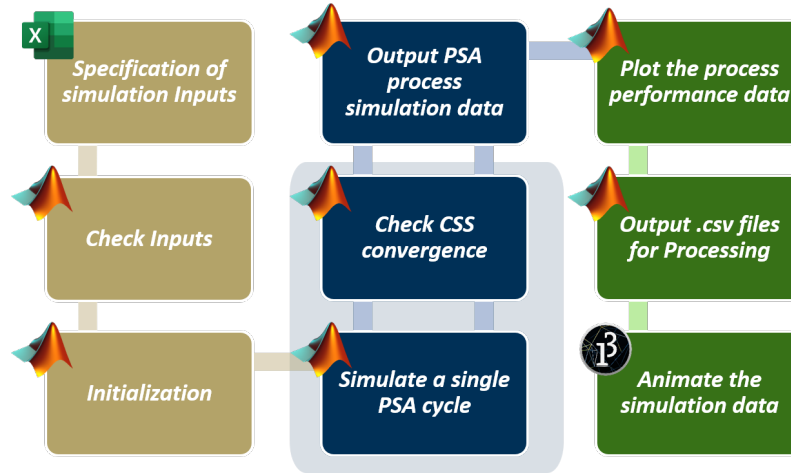 X
Specification of
simulation Inputs
Check Inputs
Initialization
Output PSA
process
simulation data
Check CSS
convergence
Simulate a single
PSA cycle
Plot the process
performance data
Output .csv files
for Processing
13
Animate the
simulation data